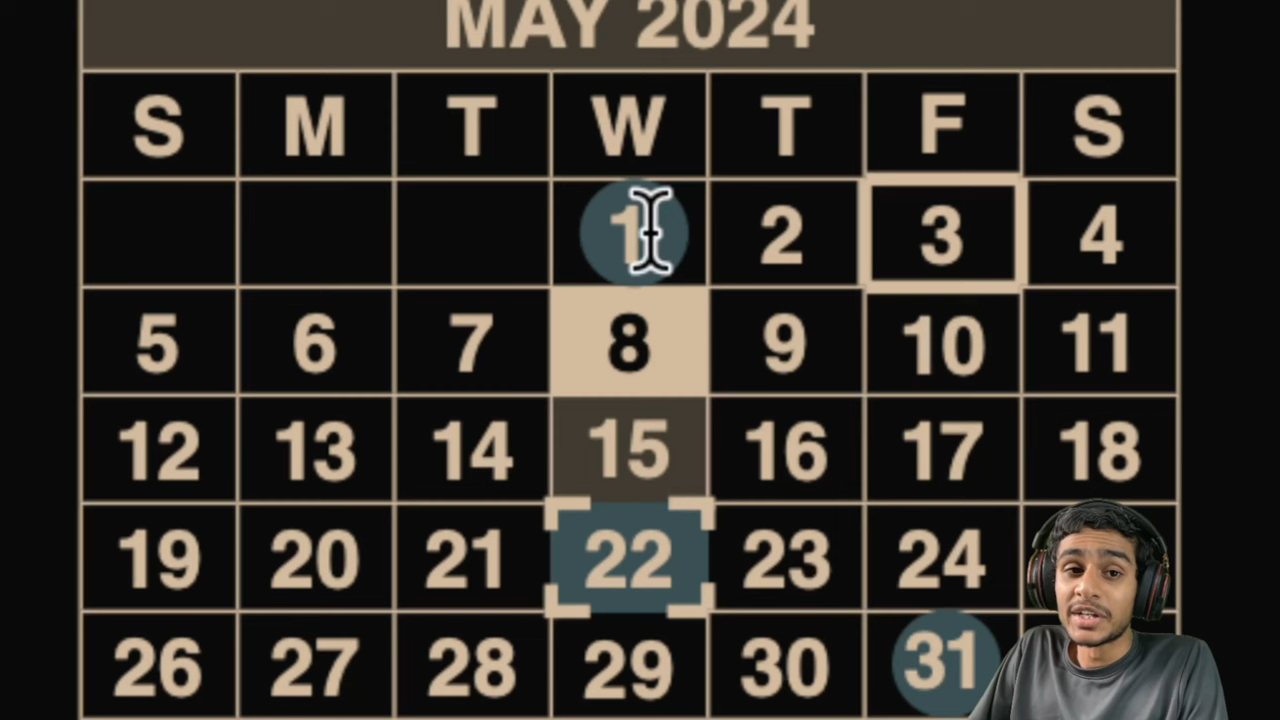 MAY 2024
S M T W T F S
1 2 3 4
5 6 7 8 9 10 11
12 13 14 15 16 17 18
19 20 21 22 23 24
26 27 28 29 30 31